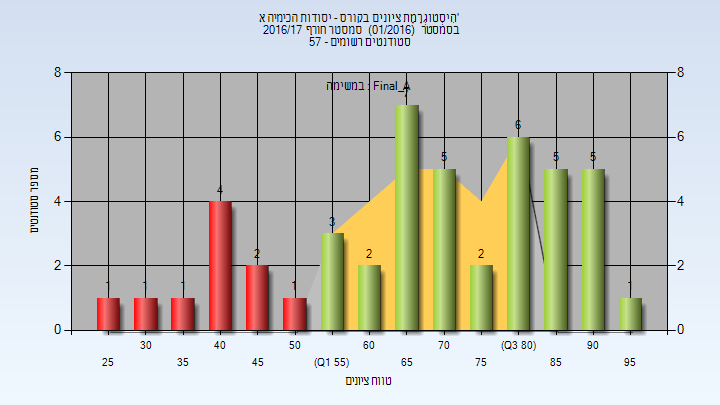 הִיסְטוֹגְרָמַת ציונים בקורס - יסודות הכימיה א'
בסמסטר (01/2016) סמסטר חורף 2016/17
סטודנטים רשומים - 57
במשימה : Final_A
מספר סטודנטים
8 8
6 6
4 4
2 2
0 0
1 1 1 4 2 1 3 2 7 5 2 6 5 5 1
30 40 50 60 70 (Q3 80) 90
25 35 45 (Q1 55) 65 75 85 95
טווח ציונים